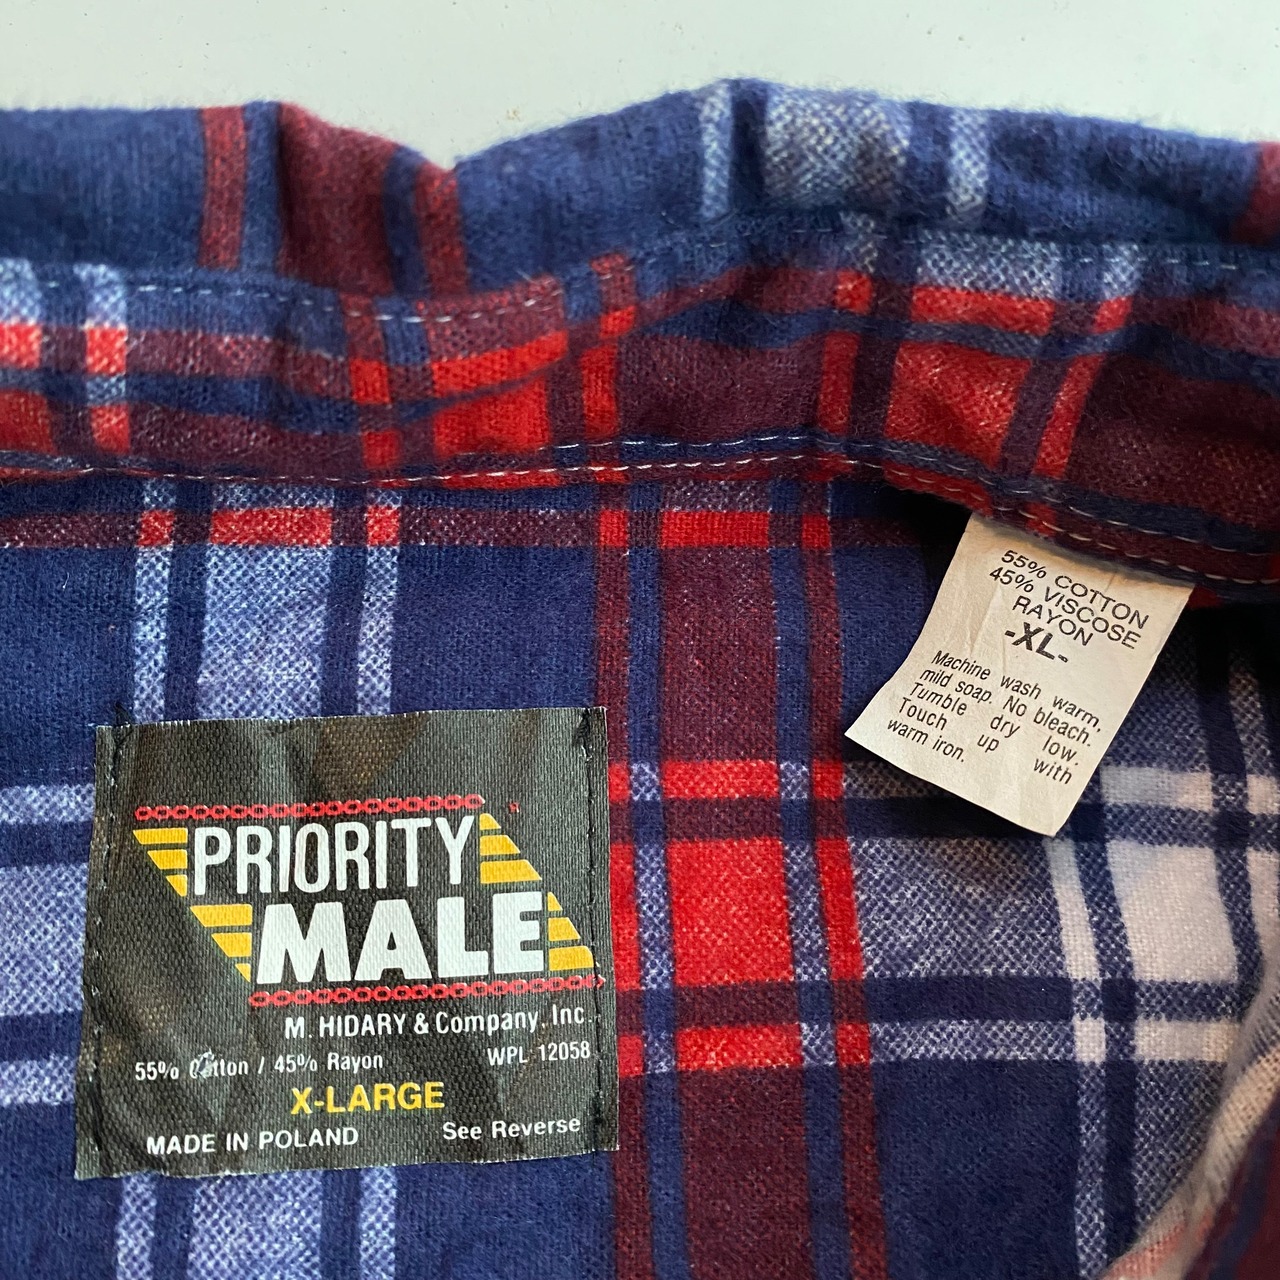 55% COTTON
45% VISCOSE
RAYON
-XL-
Machine wash warm,
mild soap. No bleach.
Tumble dry low.
Touch up with
warm iron.
PRIORITY
MALE
M. HIDARY & Company, Inc.
55% Cotton / 45% Rayon WPL 12058
X-LARGE
MADE IN POLAND See Reverse